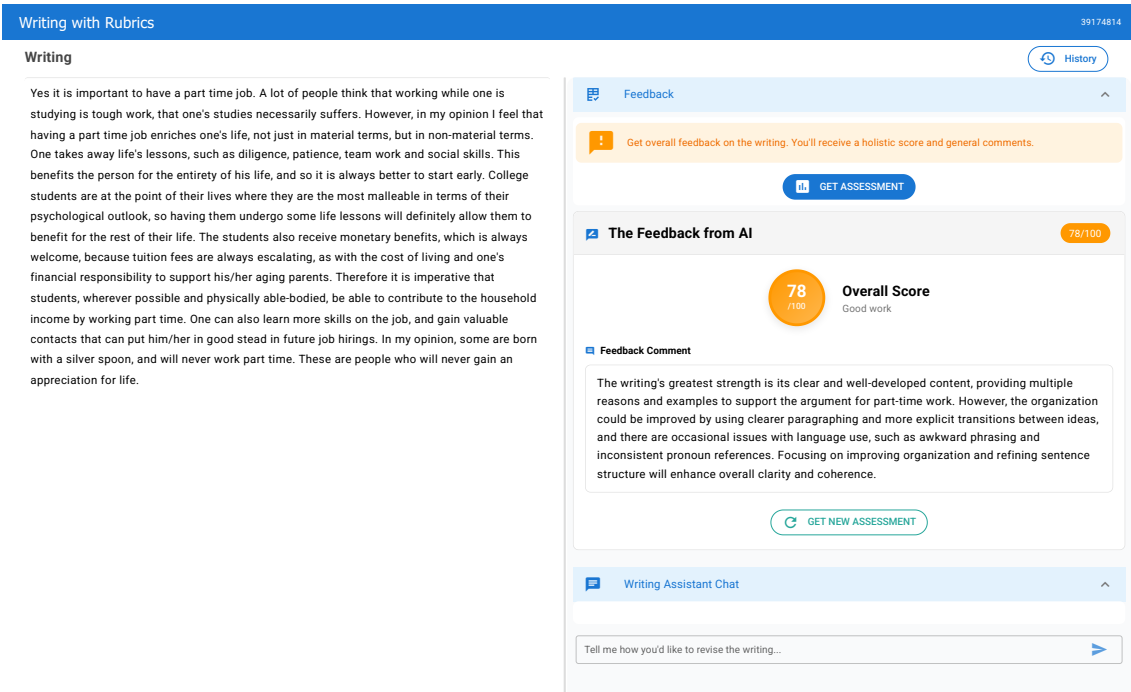 Writing with Rubrics
39174814
Writing
History
Yes it is important to have a part time job. A lot of people think that working while one is
studying is tough work, that one's studies necessarily suffers. However, in my opinion I feel that
having a part time job enriches one's life, not just in material terms, but in non-material terms.
One takes away life's lessons, such as diligence, patience, team work and social skills. This
benefits the person for the entirety of his life, and so it is always better to start early. College
students are at the point of their lives where they are the most malleable in terms of their
psychological outlook, so having them undergo some life lessons will definitely allow them to
benefit for the rest of their life. The students also receive monetary benefits, which is always
welcome, because tuition fees are always escalating, as with the cost of living and one's
financial responsibility to support his/her aging parents. Therefore it is imperative that
students, wherever possible and physically able-bodied, be able to contribute to the household
income by working part time. One can also learn more skills on the job, and gain valuable
contacts that can put him/her in good stead in future job hirings. In my opinion, some are born
with a silver spoon, and will never work part time. These are people who will never gain an
appreciation for life.
Feedback
Get overall feedback on the writing. You'll receive a holistic score and general comments.
GET ASSESSMENT
The Feedback from AI
78/100
78
/100
Overall Score
Good work
Feedback Comment
The writing's greatest strength is its clear and well-developed content, providing multiple
reasons and examples to support the argument for part-time work. However, the organization
could be improved by using clearer paragraphing and more explicit transitions between ideas,
and there are occasional issues with language use, such as awkward phrasing and
inconsistent pronoun references. Focusing on improving organization and refining sentence
structure will enhance overall clarity and coherence.
GET NEW ASSESSMENT
Writing Assistant Chat
Tell me how you'd like to revise the writing...